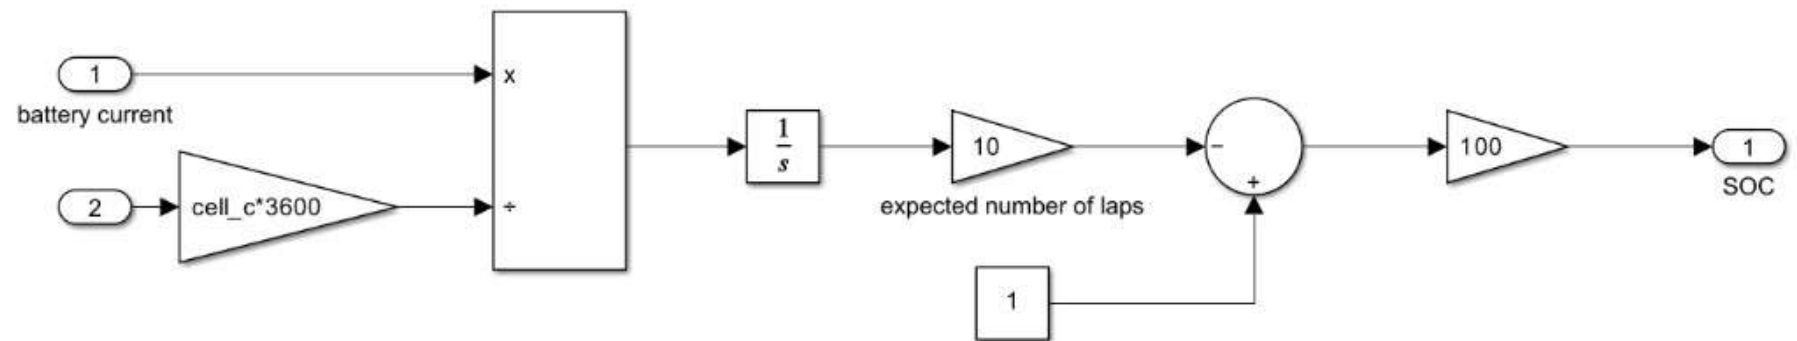 1
battery current
2
cell_c*3600
x
÷
1
s
10
expected number of laps
−
+
1
100
1
SOC